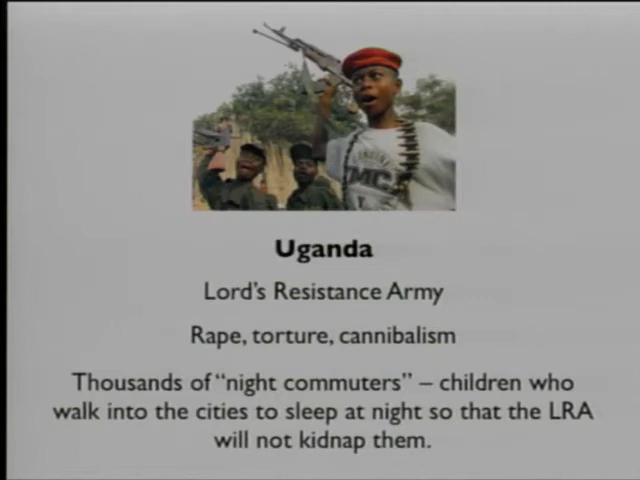 MCA
Uganda
Lord's Resistance Army
Rape, torture, cannibalism
Thousands of "night commuters" – children who
walk into the cities to sleep at night so that the LRA
will not kidnap them.